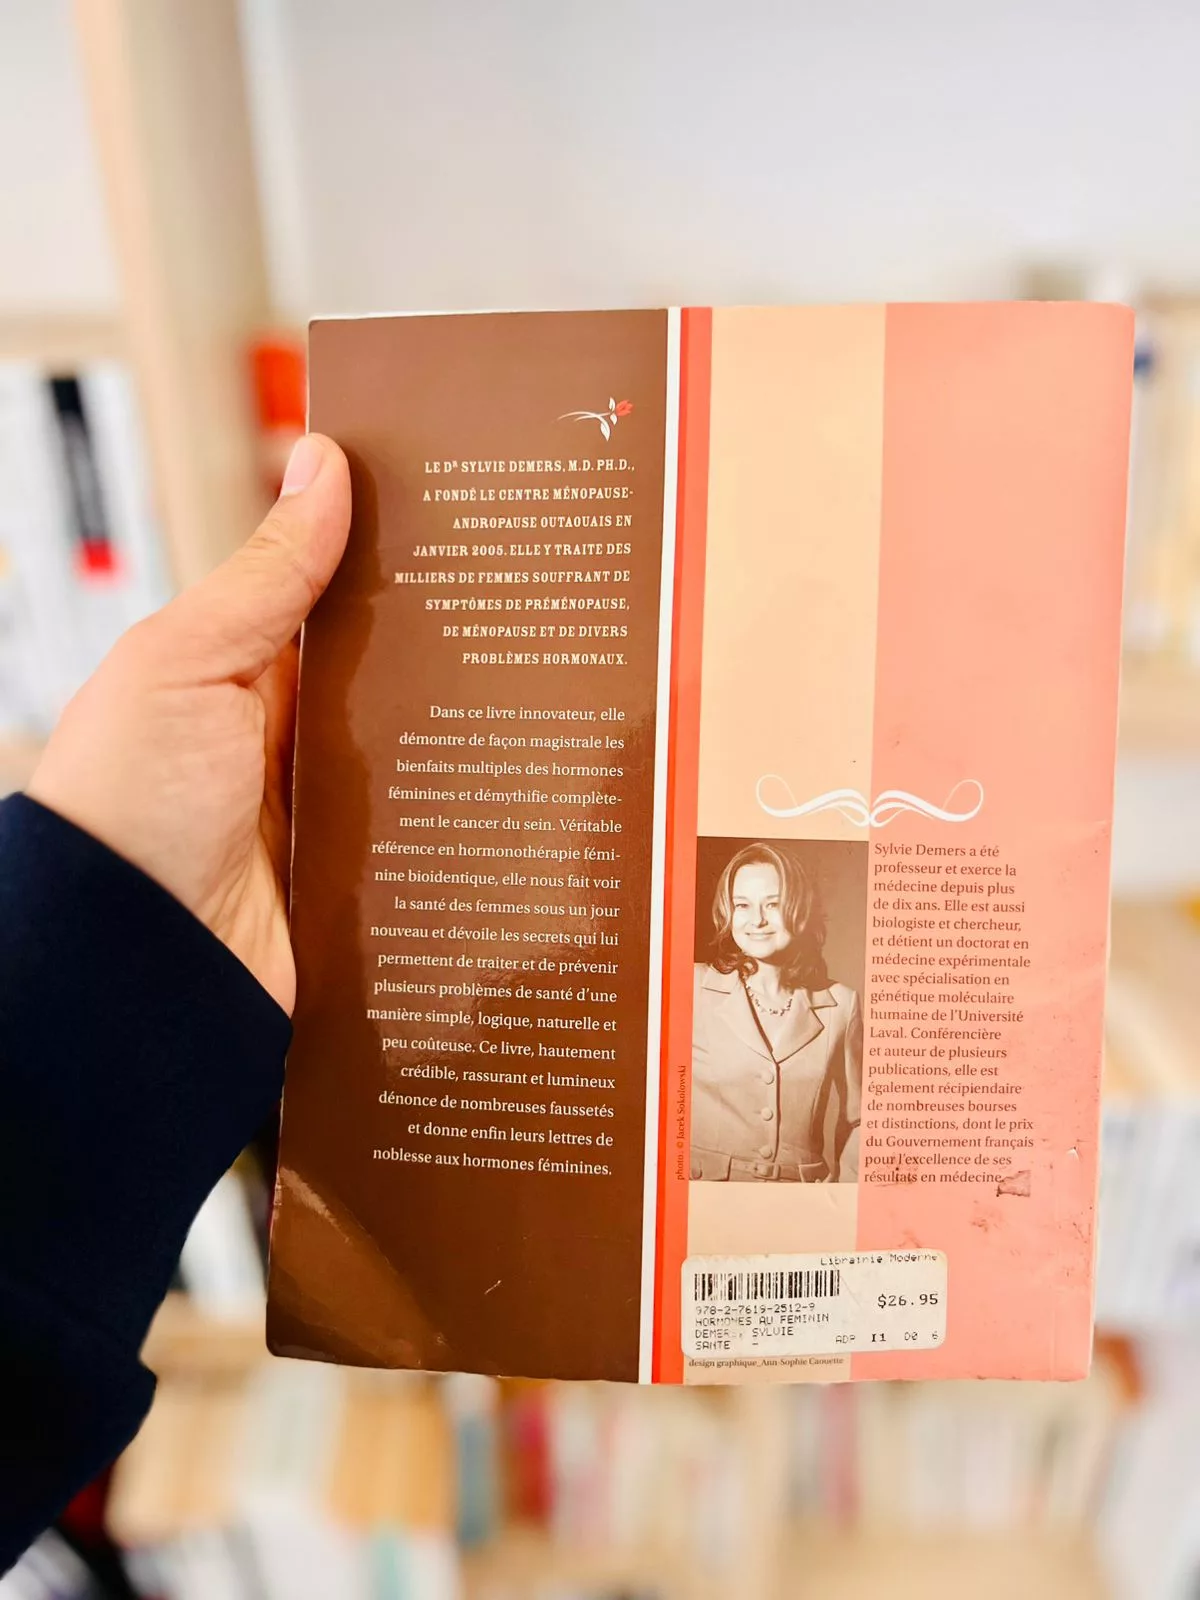 LE DR SYLVIE DEMERS, M.D. PH.D.,
A FONDÉ LE CENTRE MÉNOPAUSE-
ANDROPAUSE OUTAOUAIS EN
JANVIER 2005. ELLE Y TRAITE DES
MILLIERS DE FEMMES SOUFFRANT DE
SYMPTÔMES DE PRÉMÉNOPAUSE,
DE MÉNOPAUSE ET DE DIVERS
PROBLÈMES HORMONAUX.
Dans ce livre innovateur, elle
démontre de façon magistrale les
bienfaits multiples des hormones
féminines et démythifie complète-
ment le cancer du sein. Véritable
référence en hormonothérapie fémi-
nine bioidentique, elle nous fait voir
la santé des femmes sous un jour
nouveau et dévoile les secrets qui lui
permettent de traiter et de prévenir
plusieurs problèmes de santé d'une
manière simple, logique, naturelle et
peu coûteuse. Ce livre, hautement
crédible, rassurant et lumineux
dénonce de nombreuses faussetés
et donne enfin leurs lettres de
noblesse aux hormones féminines.
photo. © Jacek Sokolowski
Sylvie Demers a été
professeur et exerce la
médecine depuis plus
de dix ans. Elle est aussi
biologiste et chercheur,
et détient un doctorat en
médecine expérimentale
avec spécialisation en
génétique moléculaire
humaine de l'Université
Laval. Conférencière
et auteur de plusieurs
publications, elle est
également récipiendaire
de nombreuses bourses
et distinctions, dont le prix
du Gouvernement français
pour l'excellence de ses
résultats en médecine.
Librairie Moderne
$26.95
978-2-7619-2512-9
HORMONES AU FEMININ
DEMERS, SYLVIE
SANTE -
ADP I1 D0 6
design graphique_Ann-Sophie Caouette